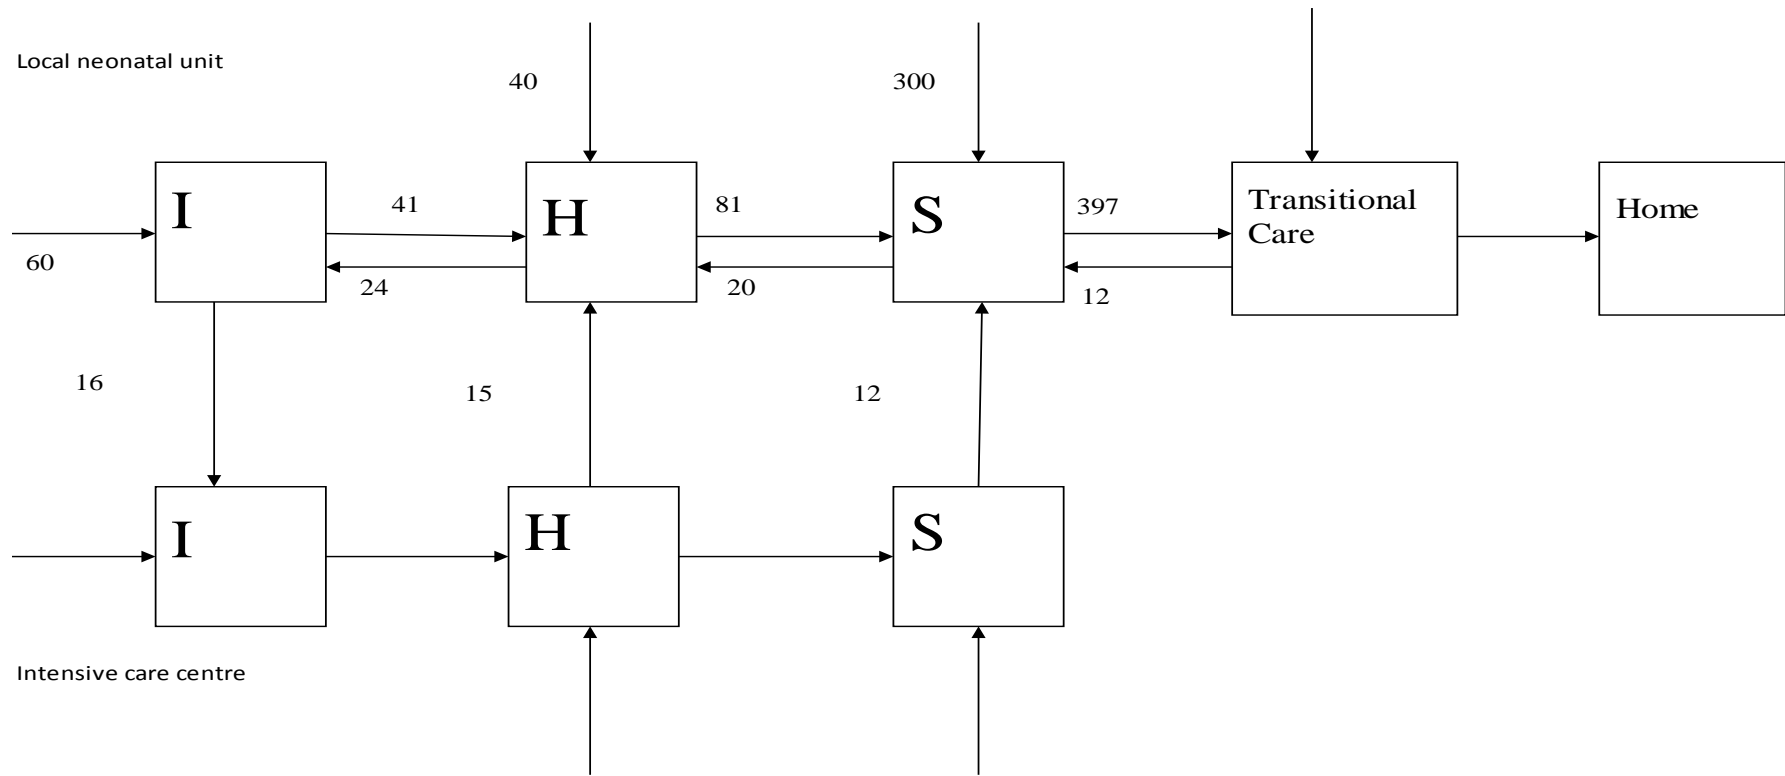 Local neonatal unit
40
300
I
41
H
81
S
397
Transitional
Care
Home
60
24
20
12
16
15
12
I
H
S
Intensive care centre